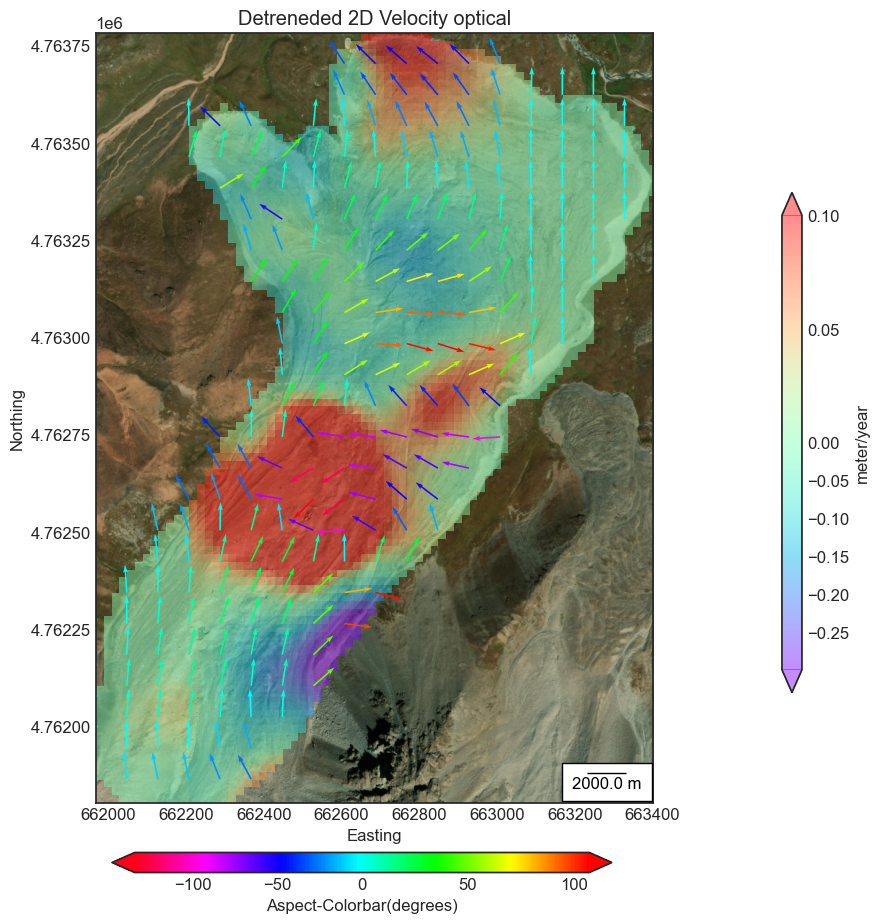 Detreneded 2D Velocity optical
1e6
4.76375
4.76350
4.76325
4.76300
4.76275
4.76250
4.76225
4.76200
Northing
0.10
0.05
0.00
−0.05
−0.10
−0.15
−0.20
−0.25
meter/year
2000.0 m
662000 662200 662400 662600 662800 663000 663200 663400
Easting
−100 −50 0 50 100
Aspect-Colorbar(degrees)